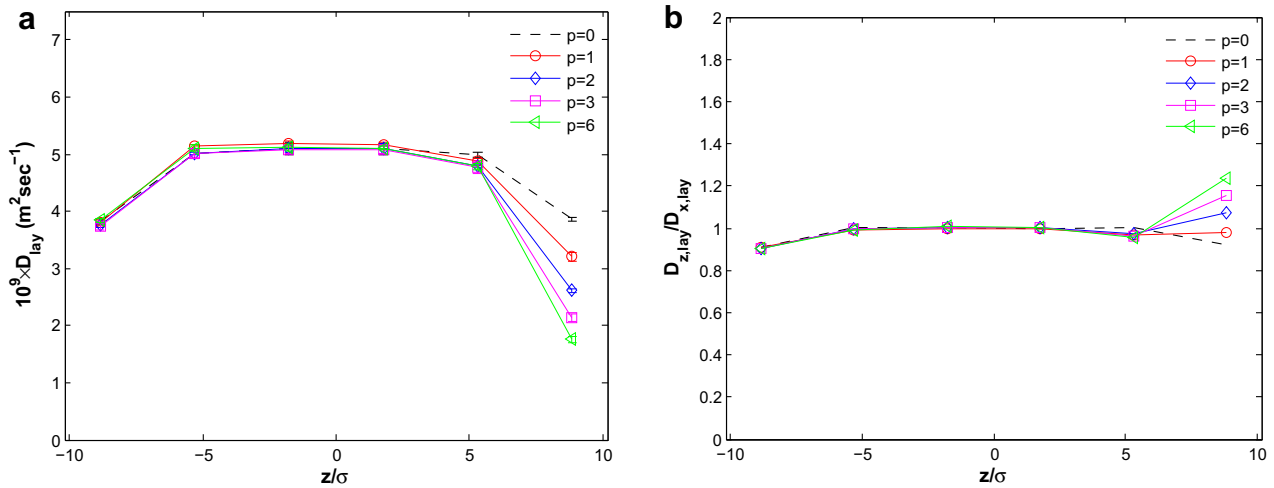 a
10⁹×D_lay (m²sec⁻¹)
7
6
5
4
3
2
1
0
−10
−5
0
5
10
z/σ
p=0
p=1
p=2
p=3
p=6
b
D_z,lay/D_x,lay
2
1.8
1.6
1.4
1.2
1
0.8
0.6
0.4
0.2
0
−10
−5
0
5
10
z/σ
p=0
p=1
p=2
p=3
p=6